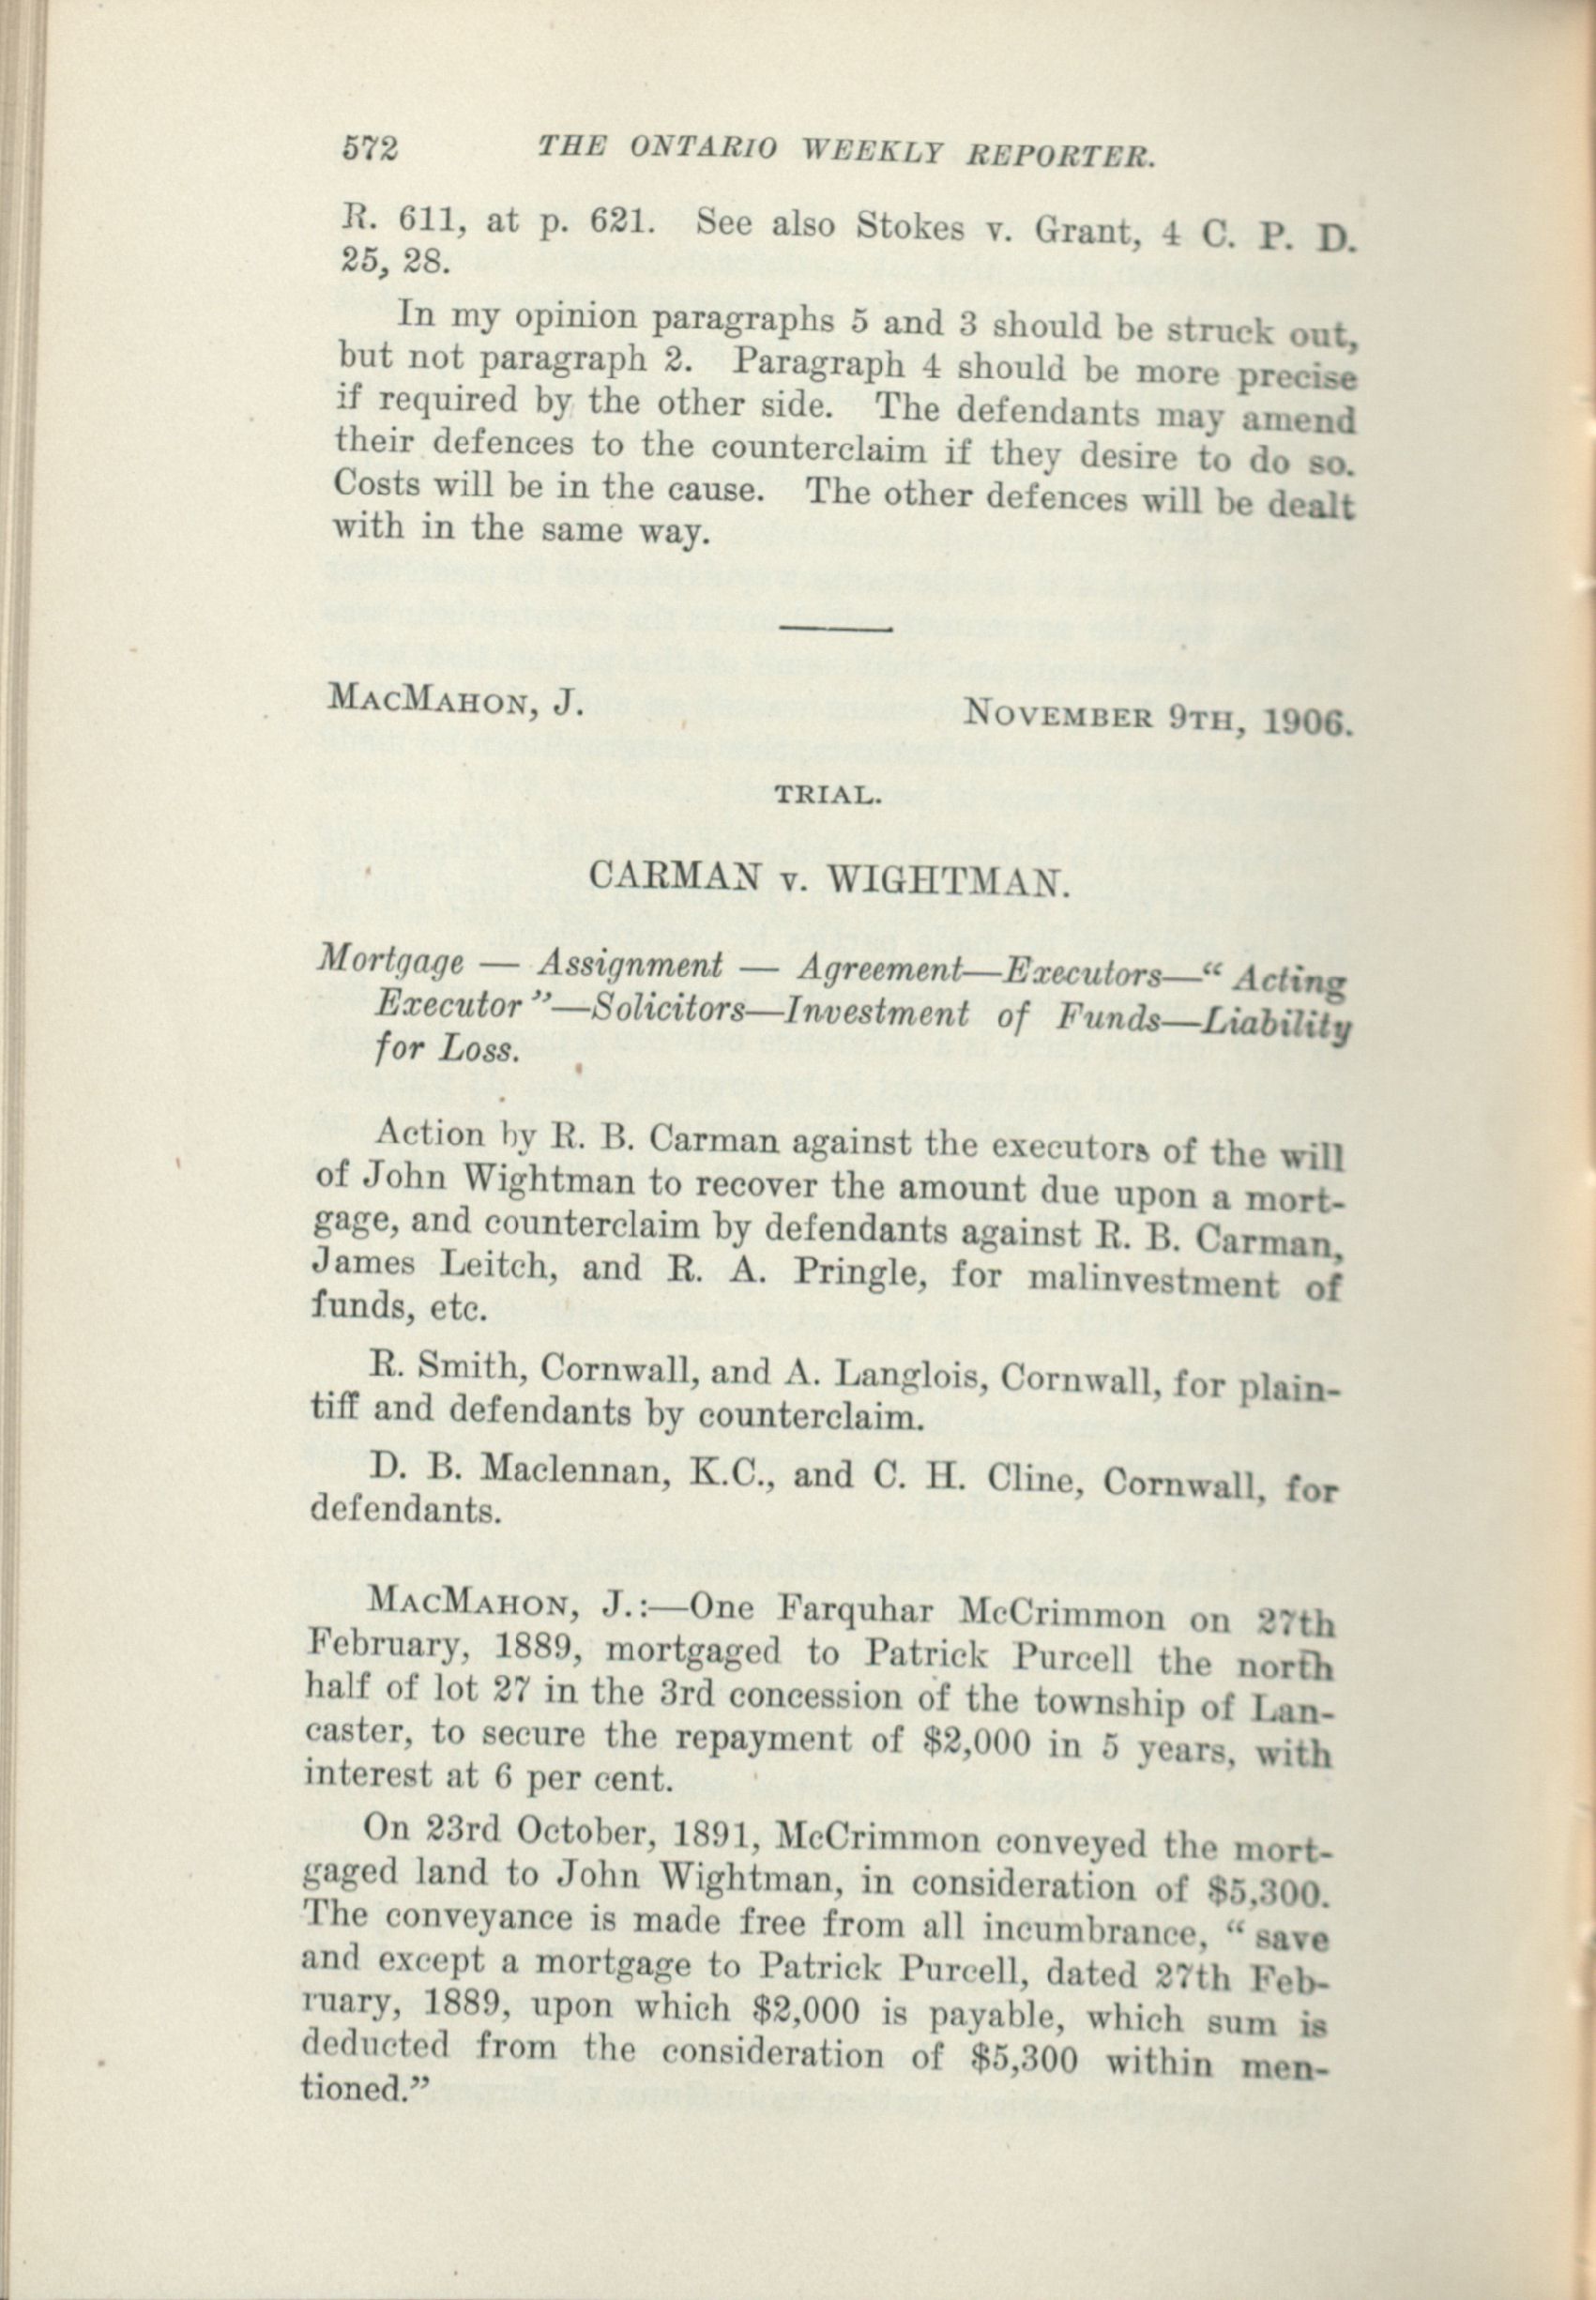 572 THE ONTARIO WEEKLY REPORTER.
R. 611, at p. 621. See also Stokes v. Grant, 4 C. P. D.
25, 28.
In my opinion paragraphs 5 and 3 should be struck out,
but not paragraph 2. Paragraph 4 should be more precise
if required by the other side. The defendants may amend
their defences to the counterclaim if they desire to do so.
Costs will be in the cause. The other defences will be dealt
with in the same way.
MACMAHON, J. NOVEMBER 9TH, 1906.
TRIAL.
CARMAN v. WIGHTMAN.
Mortgage — Assignment — Agreement—Executors—“ Acting
Executor ”—Solicitors—Investment of Funds—Liability
for Loss.
Action by R. B. Carman against the executors of the will
of John Wightman to recover the amount due upon a mort-
gage, and counterclaim by defendants against R. B. Carman,
James Leitch, and R. A. Pringle, for malinvestment of
funds, etc.
R. Smith, Cornwall, and A. Langlois, Cornwall, for plain-
tiff and defendants by counterclaim.
D. B. Maclennan, K.C., and C. H. Cline, Cornwall, for
defendants.
MACMAHON, J.:—One Farquhar McCrimmon on 27th
February, 1889, mortgaged to Patrick Purcell the north
half of lot 27 in the 3rd concession of the township of Lan-
caster, to secure the repayment of $2,000 in 5 years, with
interest at 6 per cent.
On 23rd October, 1891, McCrimmon conveyed the mort-
gaged land to John Wightman, in consideration of $5,300.
The conveyance is made free from all incumbrance, “ save
and except a mortgage to Patrick Purcell, dated 27th Feb-
ruary, 1889, upon which $2,000 is payable, which sum is
deducted from the consideration of $5,300 within men-
tioned.”